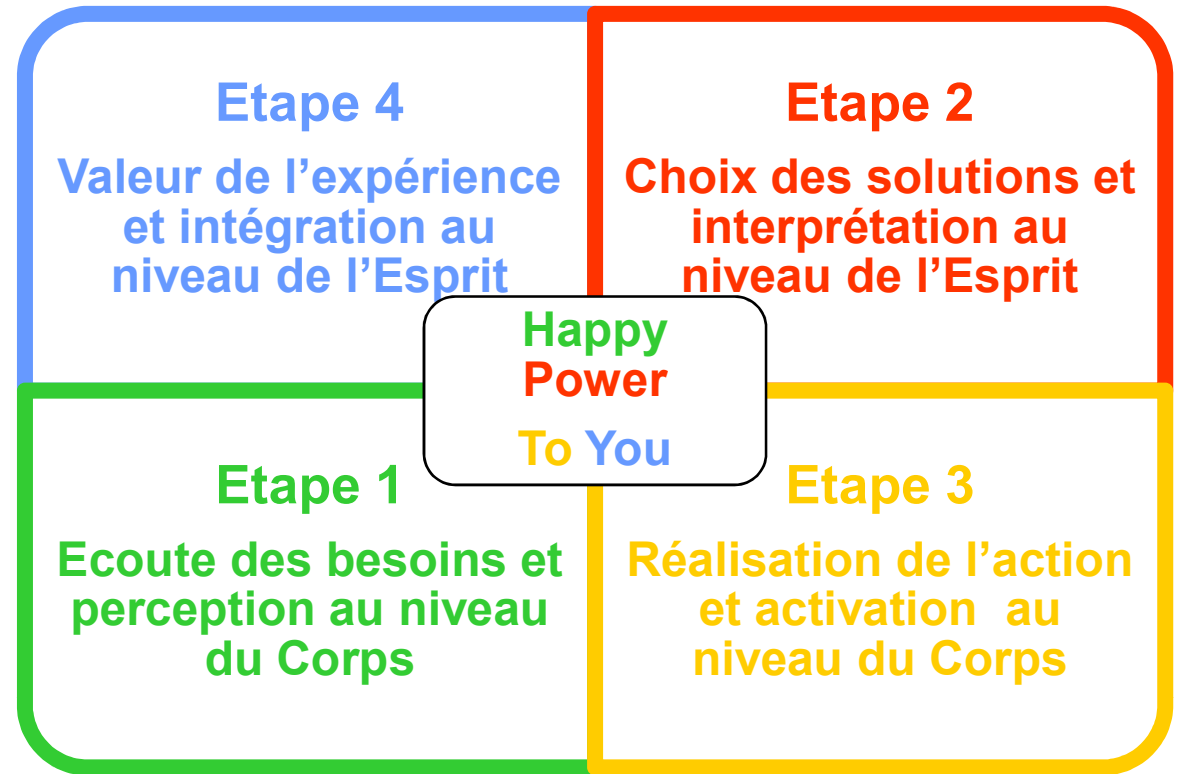 Etape 4
Valeur de l’expérience
et intégration au
niveau de l’Esprit
Etape 2
Choix des solutions et
interprétation au
niveau de l’Esprit
Happy
Power
To You
Etape 1
Ecoute des besoins et
perception au niveau
du Corps
Etape 3
Réalisation de l’action
et activation  au
niveau du Corps